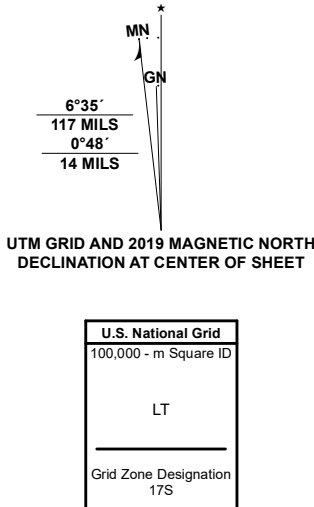 ★
MN
GN
6°35´
117 MILS
0°48´
14 MILS
UTM GRID AND 2019 MAGNETIC NORTH
DECLINATION AT CENTER OF SHEET
U.S. National Grid
100,000 - m Square ID
LT
Grid Zone Designation
17S